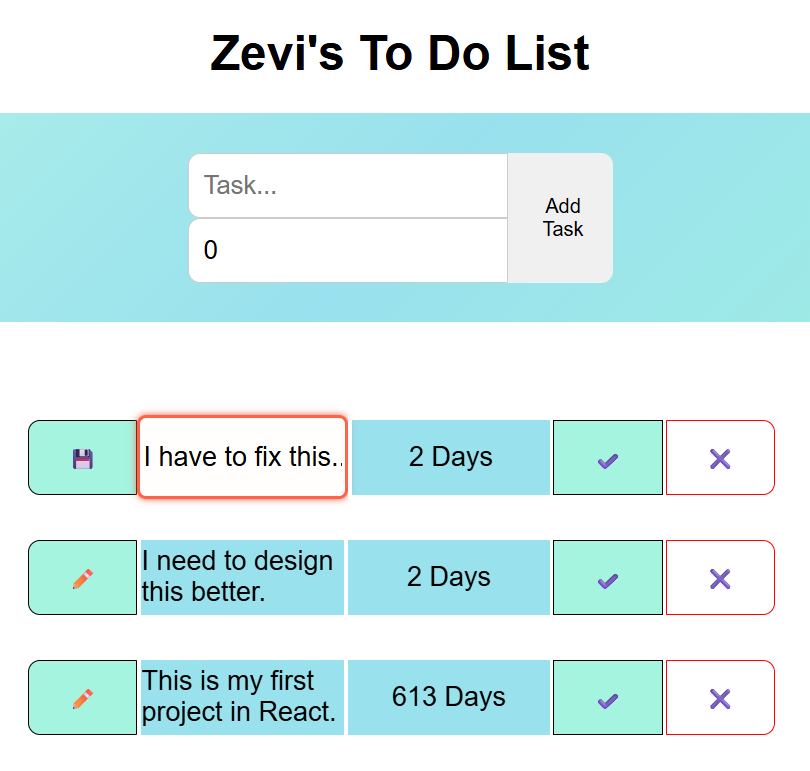 Zevi's To Do List
Task...
Add
Task
0
I have to fix this..
2 Days
I need to design
this better.
2 Days
This is my first
project in React.
613 Days